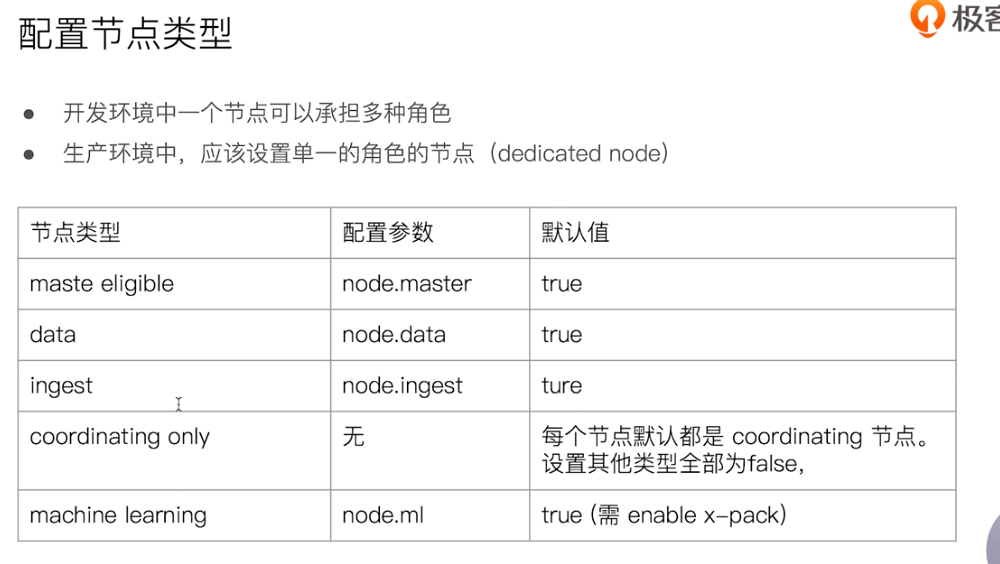 配置节点类型
极客
开发环境中一个节点可以承担多种角色
生产环境中，应该设置单一的角色的节点（dedicated node）
节点类型 配置参数 默认值
maste eligible node.master true
data node.data true
ingest node.ingest ture
coordinating only 无 每个节点默认都是 coordinating 节点。
设置其他类型全部为false，
machine learning node.ml true (需 enable x-pack)